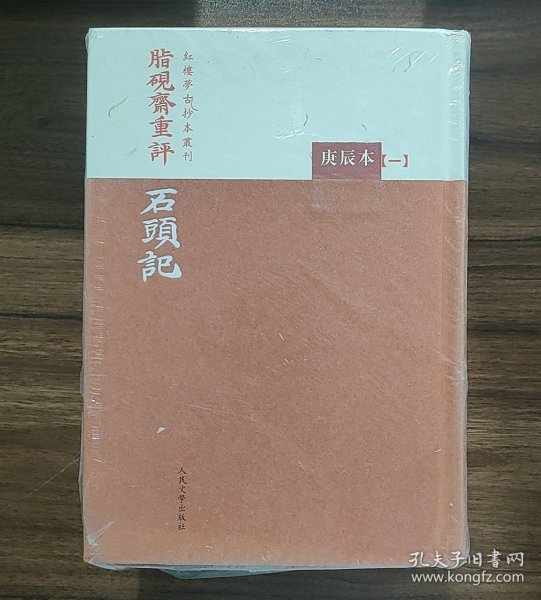 紅樓夢古抄本叢刊
脂硯齋重評
石頭記
庚辰本【一】
人民文學出版社
孔夫子旧書网
www.kongfz.com